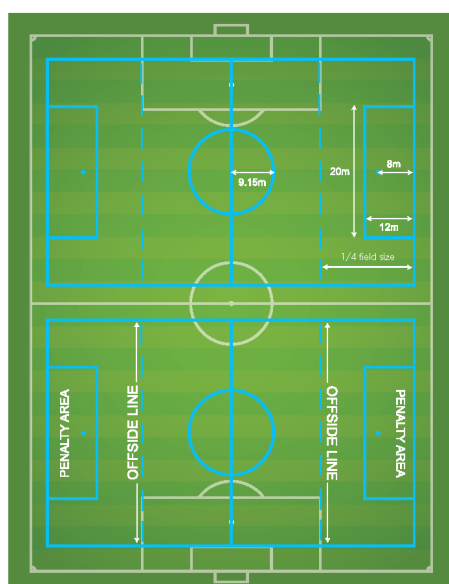 8m
20m
9.15m
12m
1/4 field size
PENALTY AREA
OFFSIDE LINE
OFFSIDE LINE
PENALTY AREA